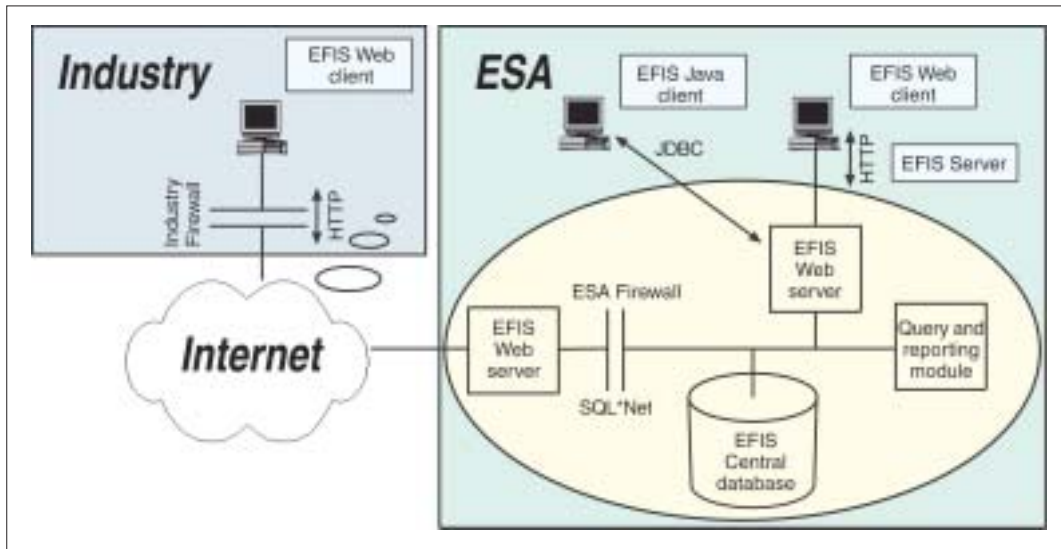 Industry
EFIS Web
client
Industry
Firewall
HTTP
Internet
ESA
EFIS Java
client
EFIS Web
client
JDBC
HTTP
EFIS Server
EFIS
Web
server
ESA Firewall
EFIS
Web
server
SQL*Net
Query and
reporting
module
EFIS
Central
database